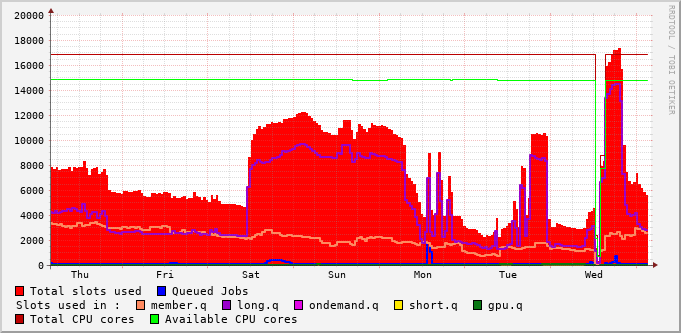 20000
18000
16000
14000
12000
10000
8000
6000
4000
2000
0
Thu Fri Sat Sun Mon Tue Wed
RRDTOOL / TOBI OETIKER
Total slots used Queued Jobs
Slots used in : member.q long.q ondemand.q short.q gpu.q
Total CPU cores Available CPU cores